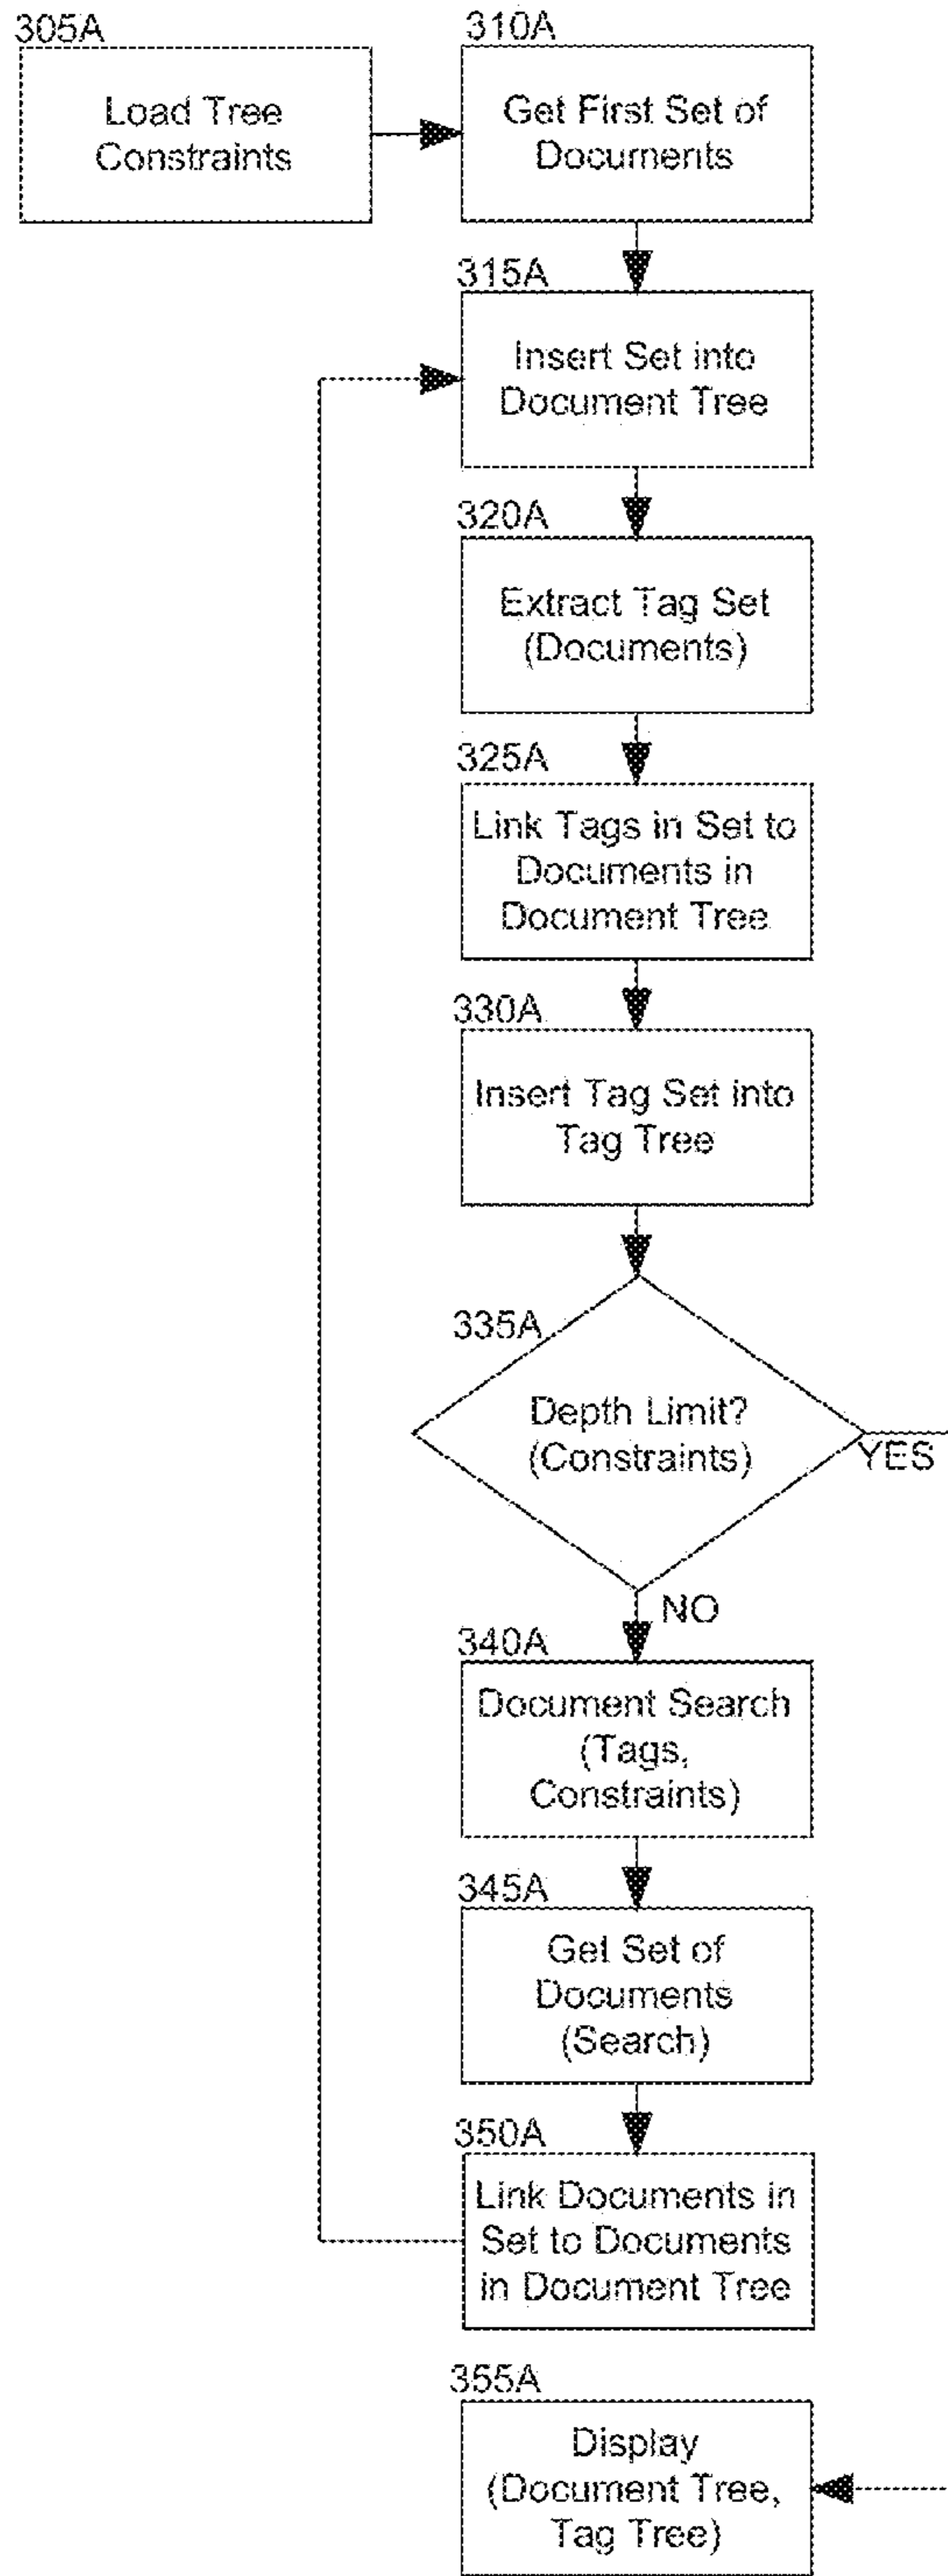 305A
Load Tree
Constraints
310A
Get First Set of
Documents
315A
Insert Set into
Document Tree
320A
Extract Tag Set
(Documents)
325A
Link Tags in Set to
Documents in
Document Tree
330A
Insert Tag Set into
Tag Tree
335A
Depth Limit?
(Constraints)
YES
NO
340A
Document Search
(Tags,
Constraints)
345A
Get Set of
Documents
(Search)
350A
Link Documents in
Set to Documents
in Document Tree
355A
Display
(Document Tree,
Tag Tree)